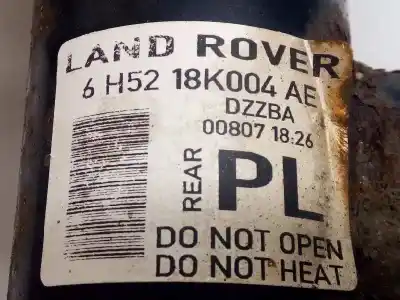 LAND ROVER
6 H52 18K004 AE
DZZBA
00807 18:26
REAR PL
DO NOT OPEN
DO NOT HEAT